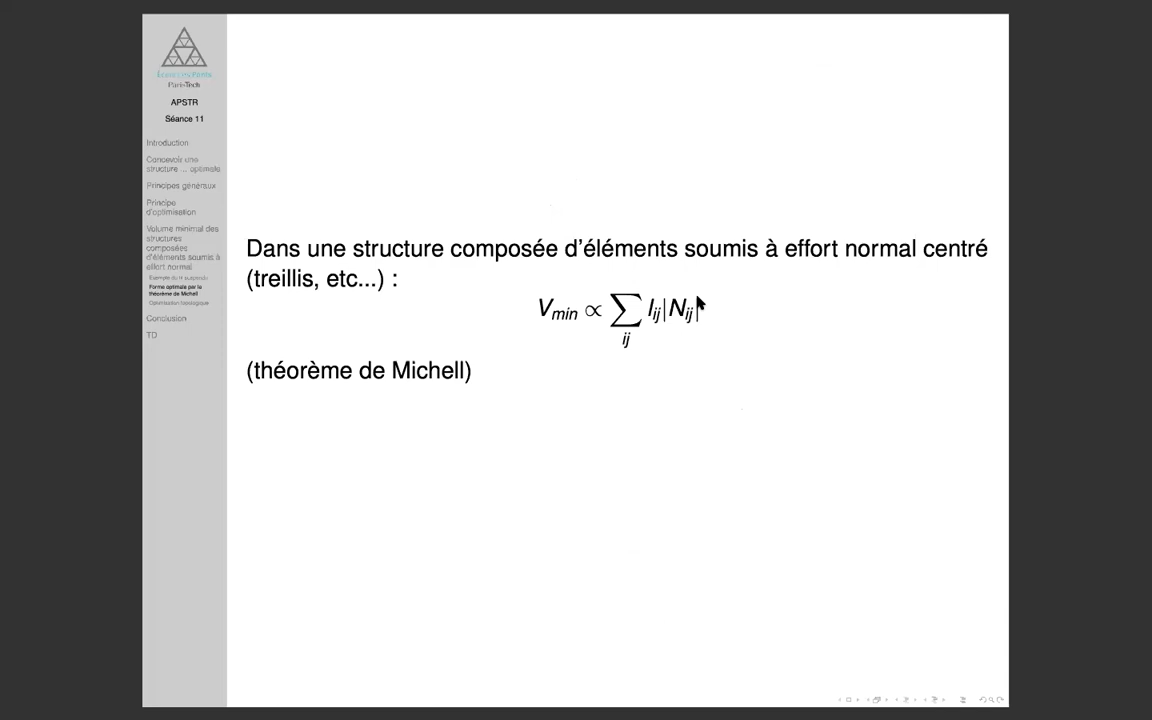 École des Ponts
ParisTech
APSTR
Séance 11
Introduction
Concevoir une
structure ... optimale
Principes généraux
Principe
d'optimisation
Volume minimal des
structures
composées
d'éléments soumis à
effort normal
Forme optimale par le
théorème de Michell
Optimisation topologique
Conclusion
TD
Dans une structure composée d'éléments soumis à effort normal centré
(treillis, etc...) :
V_min ∝ ∑_ij l_ij|N_ij|
(théorème de Michell)